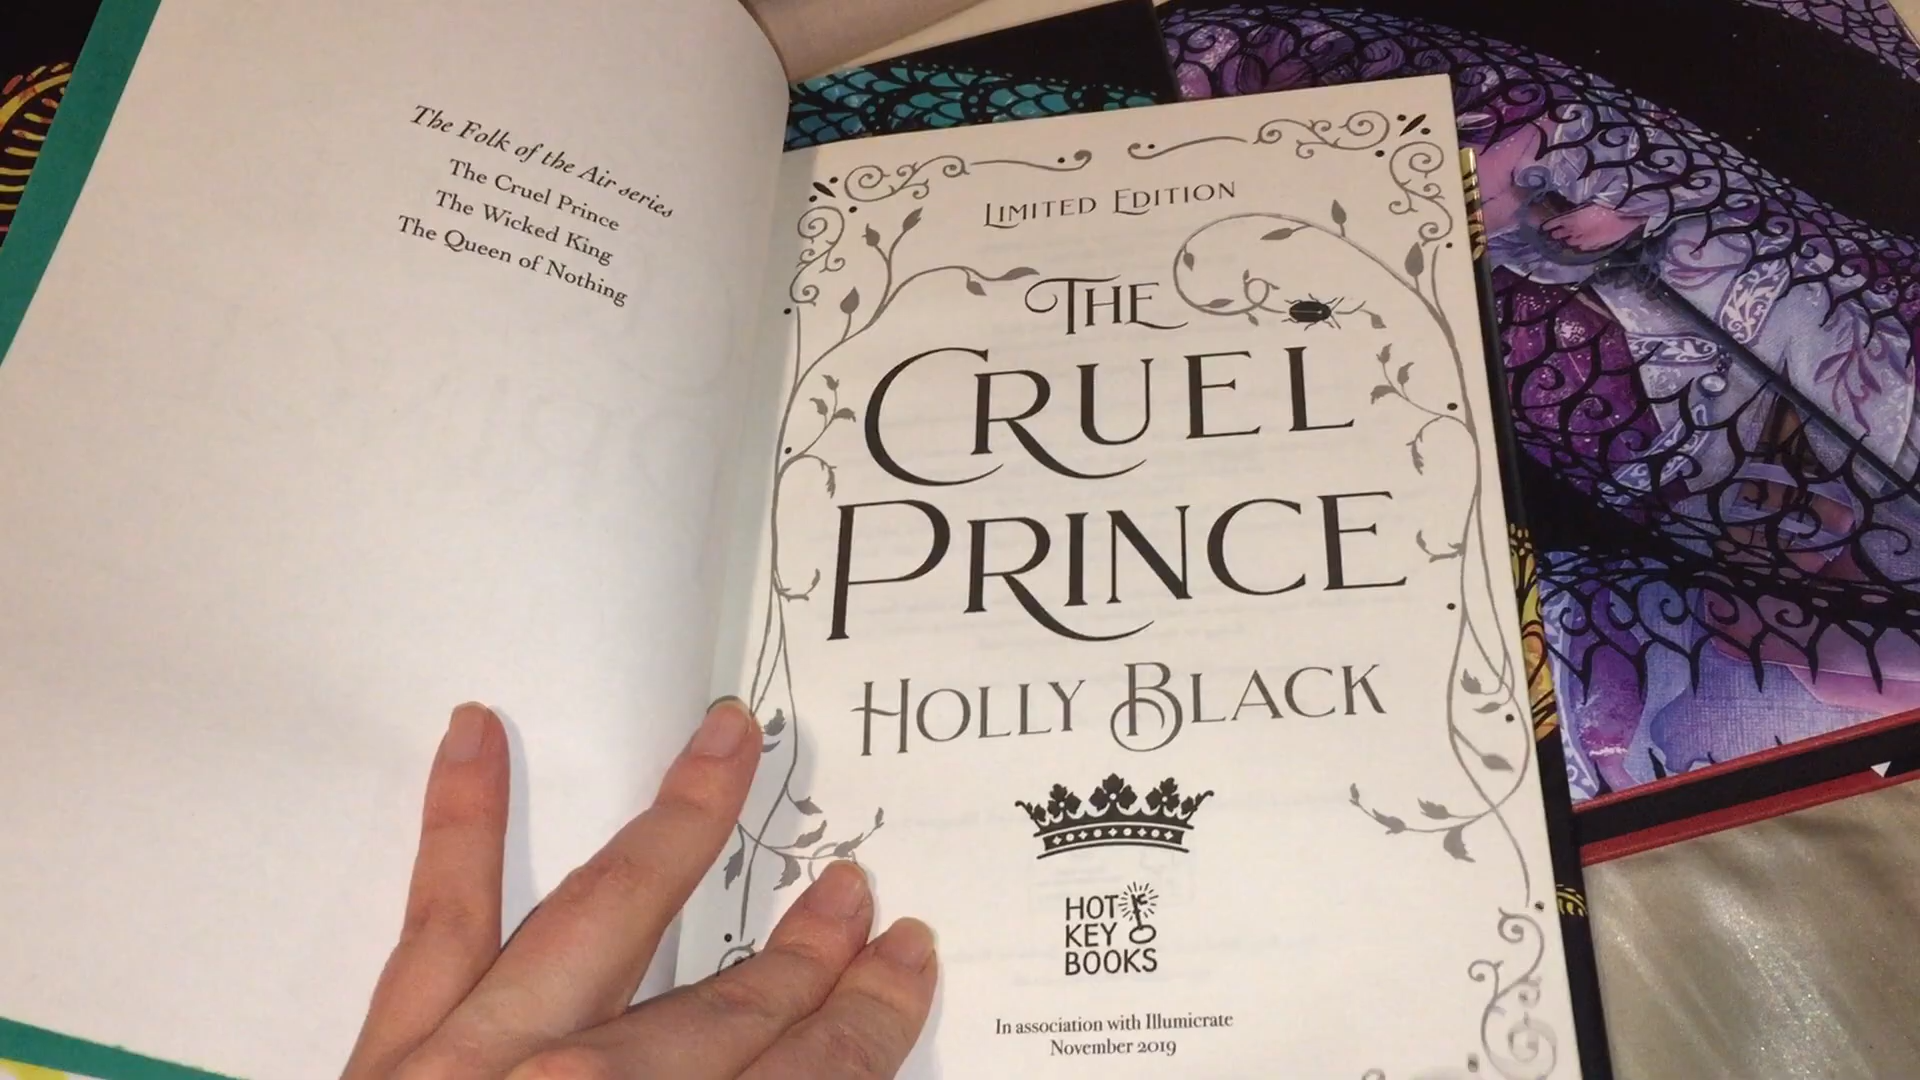 The Folk of the Air series
The Cruel Prince
The Wicked King
The Queen of Nothing
LIMITED EDITION
THE
CRUEL
PRINCE
HOLLY BLACK
HOT
KEY
BOOKS
In association with Illumicrate
November 2019